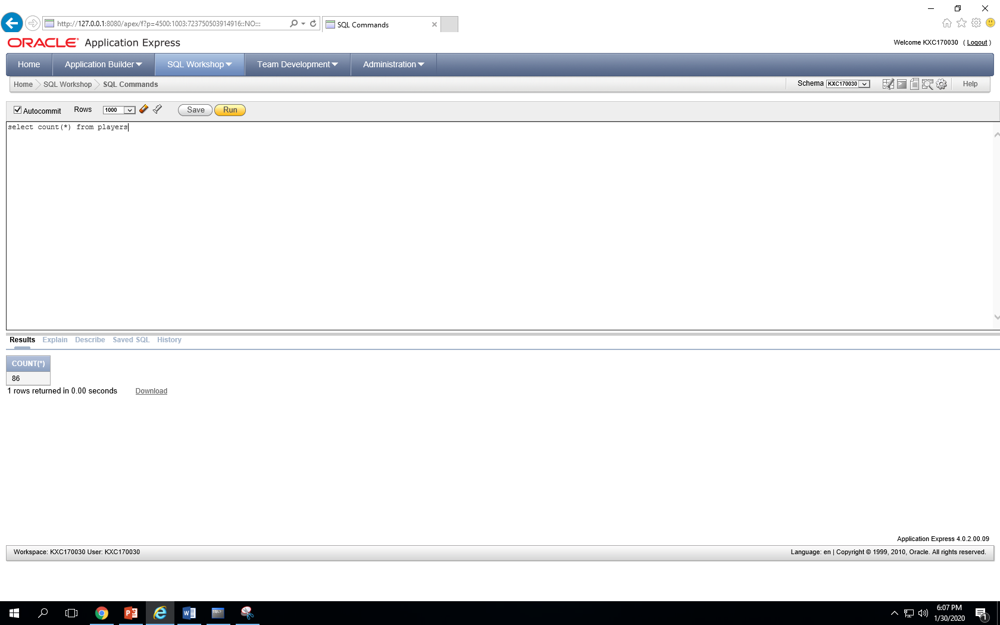 http://127.0.0.1:8080/apex/f?p=4500:1003:723750503914916::NO:::
SQL Commands
ORACLE® Application Express
Welcome KXC170030 ( Logout )
Home Application Builder SQL Workshop Team Development Administration
Home SQL Workshop SQL Commands Schema KXC170030 Help
Autocommit Rows 1000 Save Run
select count(*) from players
Results Explain Describe Saved SQL History
COUNT(*)
86
1 rows returned in 0.00 seconds Download
Application Express 4.0.2.00.09
Workspace: KXC170030 User: KXC170030 Language: en | Copyright © 1999, 2010, Oracle. All rights reserved.
6:07 PM
1/30/2020
1